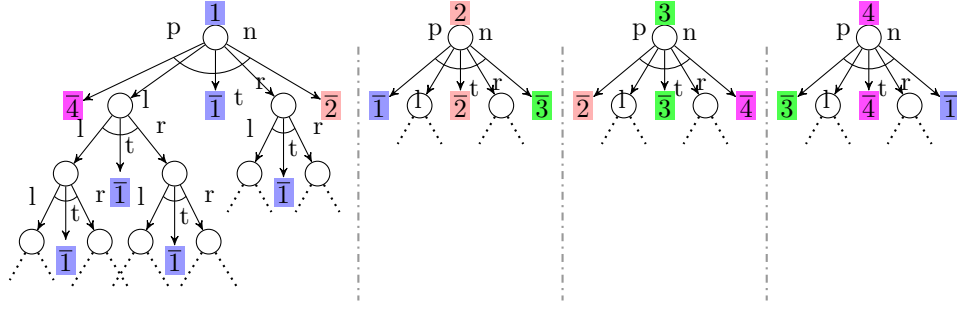 1 2 3 4
p n p n p n p n
4̅ l 1̅ t r 2̅ 1̅ l 2̅ t r 3̅ 2̅ l 3̅ t r 4̅ 3̅ l 4̅ t r 1̅
l t r l t r
1̅ 1̅
l t r l t r
1̅ 1̅